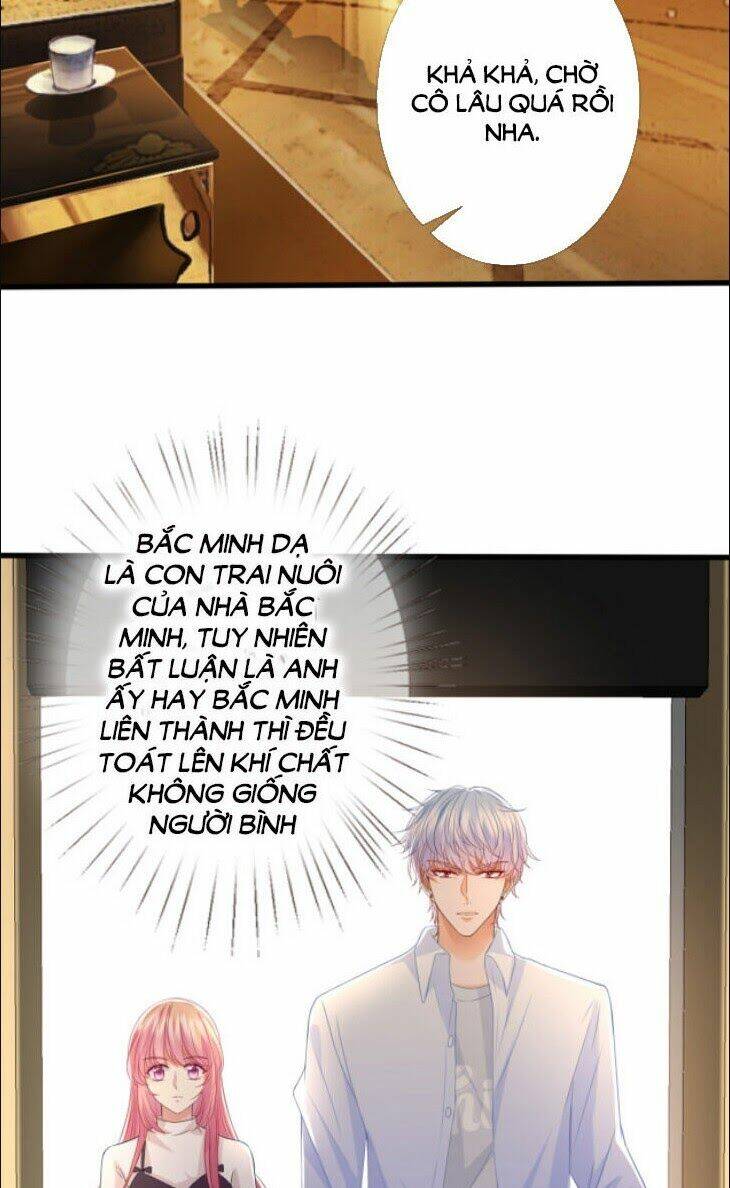 KHẢ KHẢ, CHỜ
CÔ LÂU QUÁ RỒI
NHA.
BẮC MINH DẠ
LÀ CON TRAI NUÔI
CỦA NHÀ BẮC
MINH, TUY NHIÊN
BẤT LUẬN LÀ ANH
ẤY HAY BẮC MINH
LIÊN THÀNH THÌ ĐỀU
TOÁT LÊN KHÍ CHẤT
KHÔNG GIỐNG
NGƯỜI BÌNH